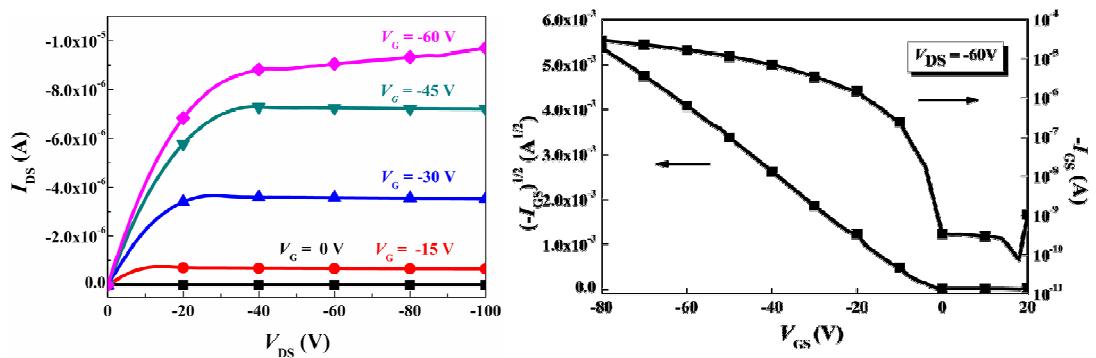 -1.0x10⁻⁵
-8.0x10⁻⁶
-6.0x10⁻⁶
-4.0x10⁻⁶
-2.0x10⁻⁶
0.0
I_DS (A)
V_G = -60 V
V_G = -45 V
V_G = -30 V
V_G = 0 V
V_G = -15 V
0
-20
-40
-60
-80
-100
V_DS (V)
6.0x10⁻³
5.0x10⁻³
4.0x10⁻³
3.0x10⁻³
2.0x10⁻³
1.0x10⁻³
0.0
(-I_GS)^1/2 (A^1/2)
V_DS = -60V
10⁻⁴
10⁻⁵
10⁻⁶
10⁻⁷
10⁻⁸
10⁻⁹
10⁻¹⁰
10⁻¹¹
-I_GS (A)
-80
-60
-40
-20
0
20
V_GS (V)